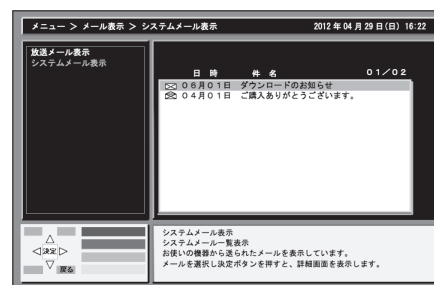 メニュー > メール表示 > システムメール表示
2012年04月29日(日) 16:22
放送メール表示
システムメール表示
日 時 件 名 01/02
06月01日 ダウンロードのお知らせ
04月01日 ご購入ありがとうございます。
決定
戻る
システムメール表示
システムメール一覧表示
お使いの機器から送られたメールを表示しています。
メールを選択し決定ボタンを押すと、詳細画面を表示します。